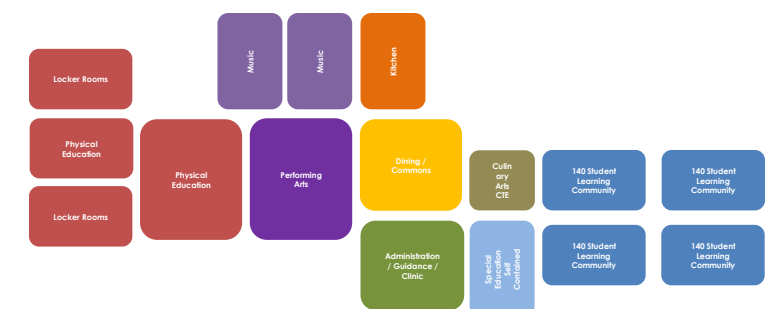 Music
Music
Kitchen
Locker Rooms
Physical
Education
Physical
Education
Locker Rooms
Performing
Arts
Dining /
Commons
Culin
ary
Arts
CTE
140 Student
Learning
Community
140 Student
Learning
Community
Administration
/ Guidance /
Clinic
Special
Education
Self
Contained
140 Student
Learning
Community
140 Student
Learning
Community